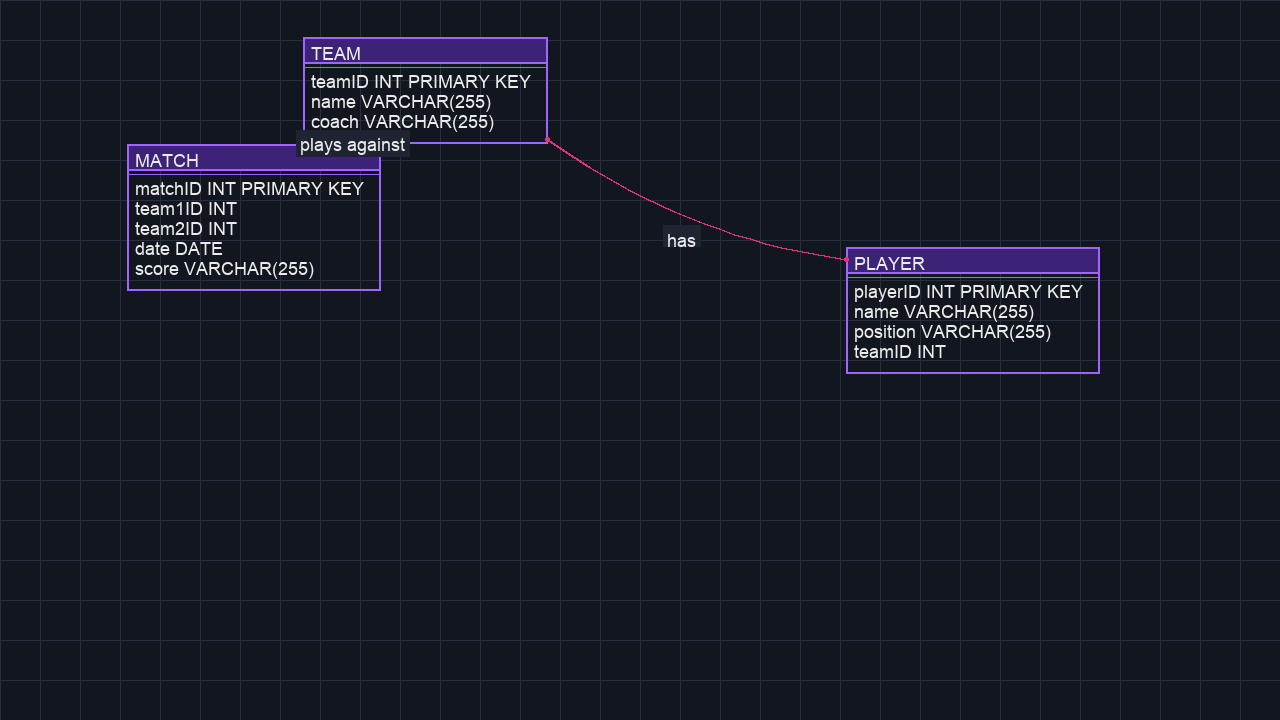 TEAM
teamID INT PRIMARY KEY
name VARCHAR(255)
coach VARCHAR(255)
plays against
MATCH
matchID INT PRIMARY KEY
team1ID INT
team2ID INT
date DATE
score VARCHAR(255)
has
PLAYER
playerID INT PRIMARY KEY
name VARCHAR(255)
position VARCHAR(255)
teamID INT